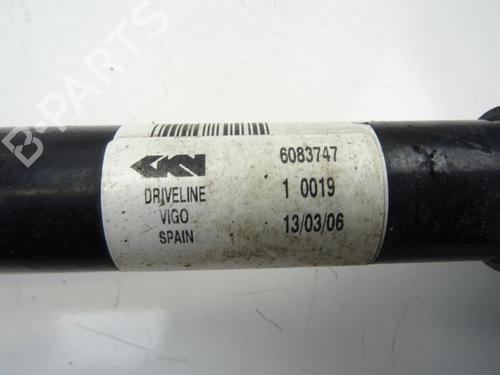 B-PARTS
GKN
6083747
DRIVELINE
1 0019
VIGO
13/03/06
SPAIN